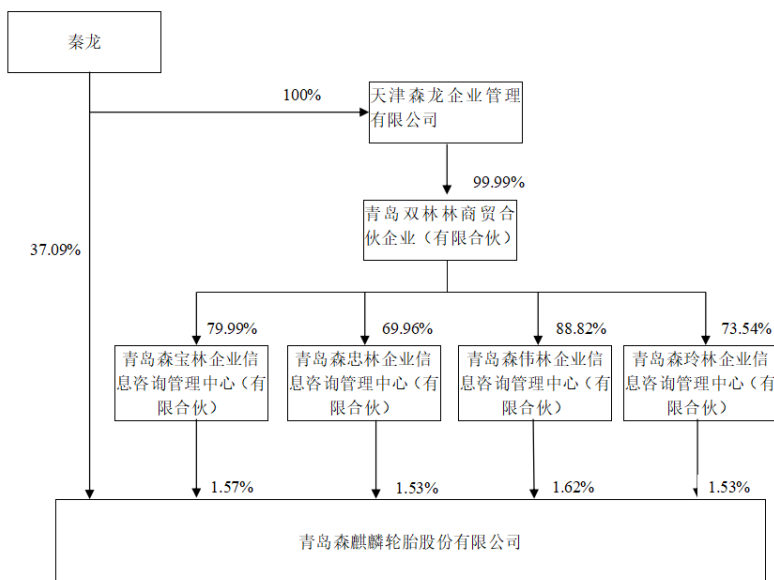 秦龙
100%
天津森龙企业管理
有限公司
99.99%
青岛双林林商贸合
伙企业（有限合伙）
37.09%
79.99%
69.96%
88.82%
73.54%
青岛森宝林企业信
息咨询管理中心（有
限合伙）
青岛森忠林企业信
息咨询管理中心（有
限合伙）
青岛森伟林企业信
息咨询管理中心（有
限合伙）
青岛森玲林企业信
息咨询管理中心（有
限合伙）
1.57%
1.53%
1.62%
1.53%
青岛森麒麟轮胎股份有限公司